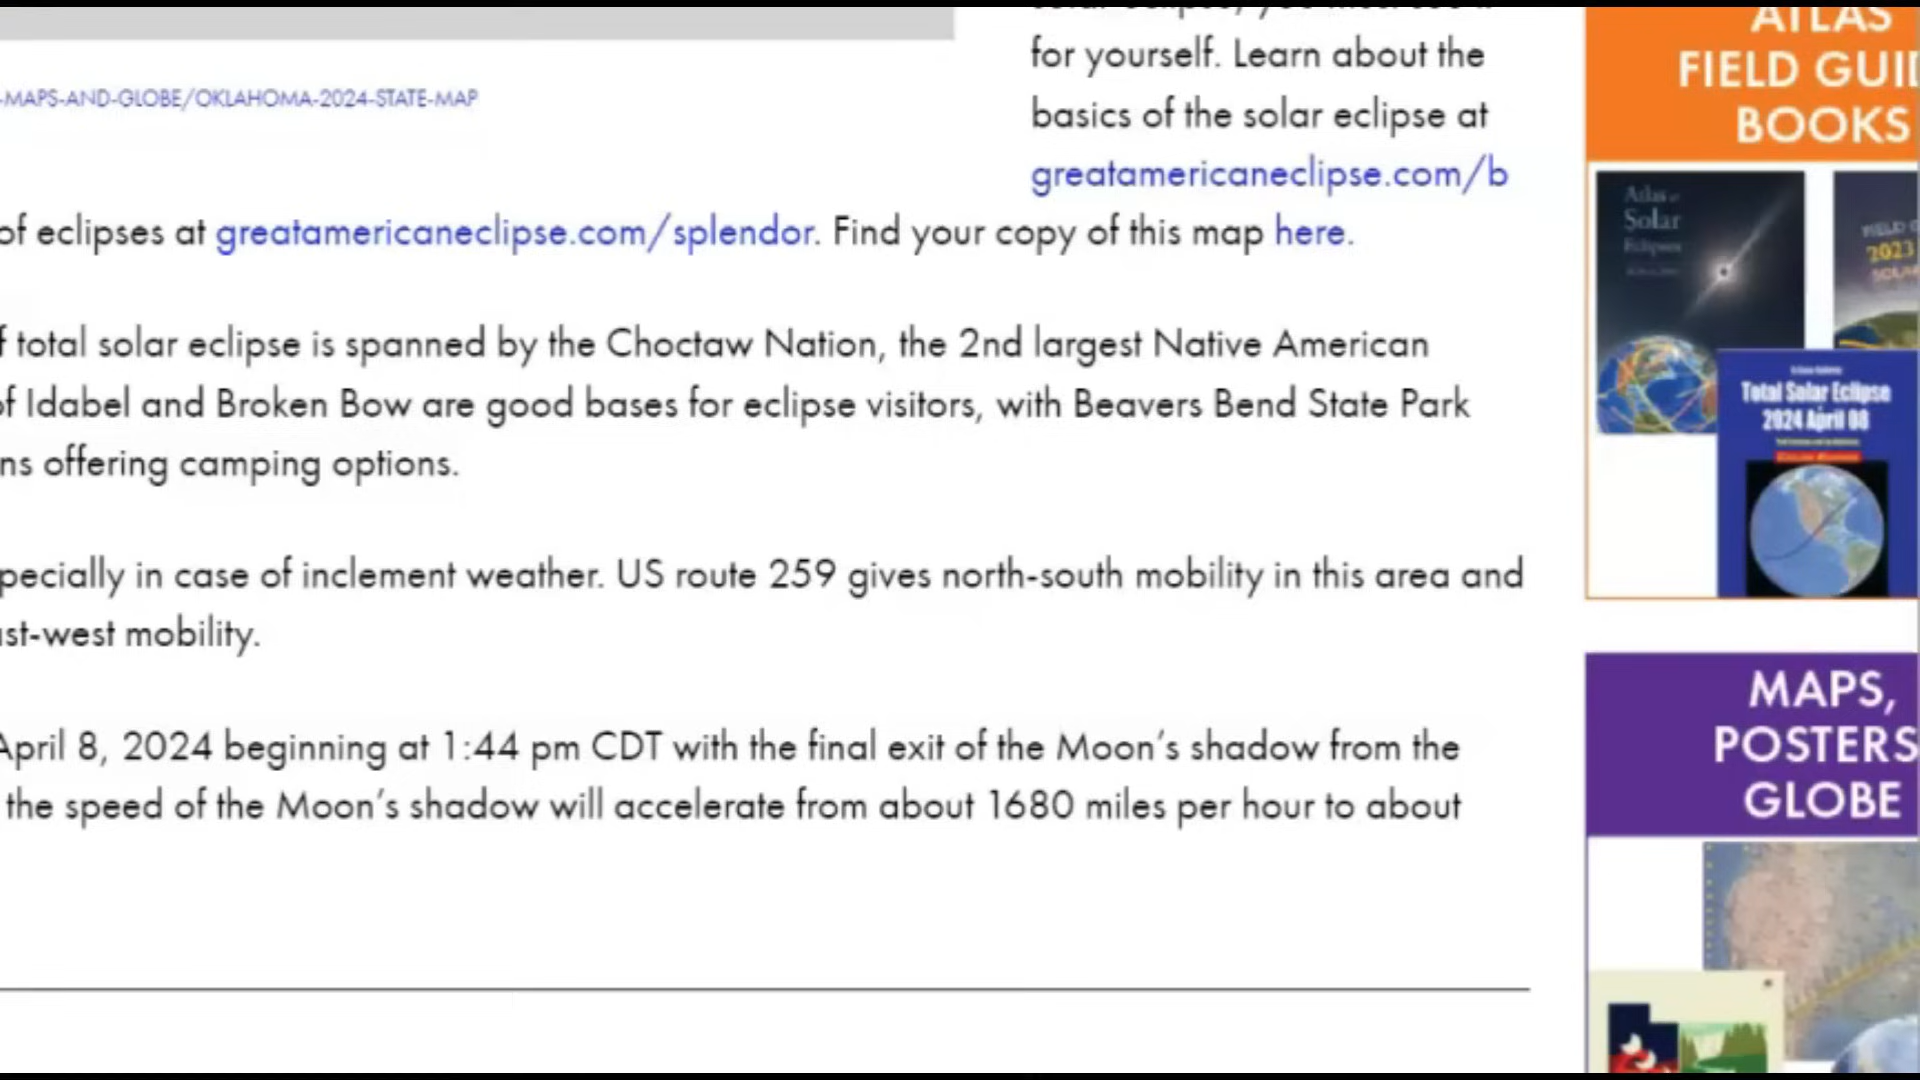 for yourself. Learn about the
-MAPS-AND-GLOBE/OKLAHOMA-2024-STATE-MAP
basics of the solar eclipse at
greatamericaneclipse.com/b
of eclipses at greatamericaneclipse.com/splendor. Find your copy of this map here.
f total solar eclipse is spanned by the Choctaw Nation, the 2nd largest Native American
of Idabel and Broken Bow are good bases for eclipse visitors, with Beavers Bend State Park
ns offering camping options.
pecially in case of inclement weather. US route 259 gives north-south mobility in this area and
st-west mobility.
April 8, 2024 beginning at 1:44 pm CDT with the final exit of the Moon's shadow from the
the speed of the Moon's shadow will accelerate from about 1680 miles per hour to about
ATLAS
FIELD GUI
BOOKS
Atlas of
Solar
Eclipses
2023
Total Solar Eclipse
2024 April 08
MAPS,
POSTERS
GLOBE